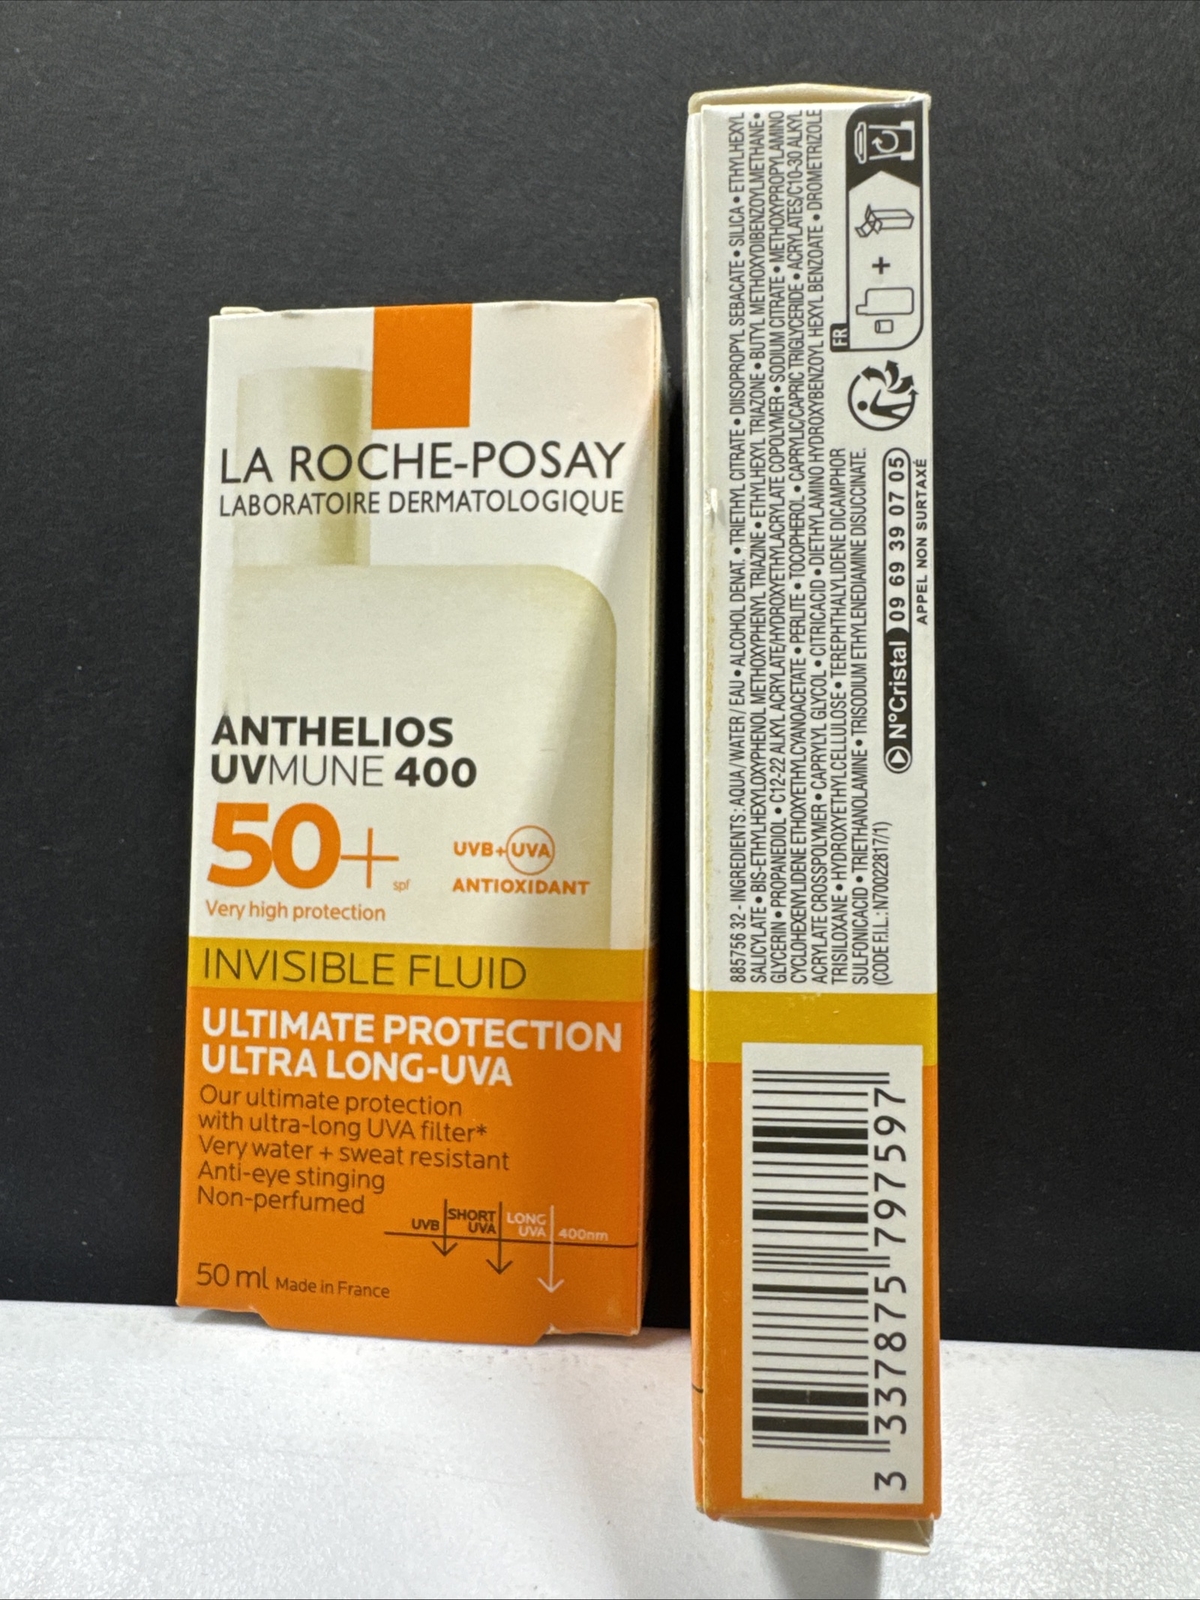 LA ROCHE-POSAY
LABORATOIRE DERMATOLOGIQUE
ANTHELIOS
UVMUNE 400
50+
spf
UVB+UVA
ANTIOXIDANT
Very high protection
INVISIBLE FLUID
ULTIMATE PROTECTION
ULTRA LONG-UVA
Our ultimate protection
with ultra-long UVA filter*
Very water + sweat resistant
Anti-eye stinging
Non-perfumed
UVB
SHORT
UVA
LONG
UVA
400nm
50 ml Made in France
885756 32 - INGREDIENTS: AQUA / WATER / EAU • ALCOHOL DENAT. • TRIETHYL CITRATE • DIISOPROPYL SEBACATE • SILICA • ETHYLHEXYL
SALICYLATE • BIS-ETHYLHEXYLOXYPHENOL METHOXYPHENYL TRIAZINE • ETHYLHEXYL TRIAZONE • BUTYL METHOXYDIBENZOYLMETHANE •
GLYCERIN • PROPANEDIOL • C12-22 ALKYL ACRYLATE/HYDROXYETHYLACRYLATE COPOLYMER • SODIUM CITRATE • METHOXYPROPYLAMINO
CYCLOHEXENYLIDENE ETHOXYETHYLCYANOACETATE • PERLITE • TOCOPHEROL • CAPRYLIC/CAPRIC TRIGLYCERIDE • ACRYLATES/C10-30 ALKYL
ACRYLATE CROSSPOLYMER • CAPRYLYL GLYCOL • CITRIC ACID • DIETHYLAMINO HYDROXYBENZOYL HEXYL BENZOATE • DROMETRIZOLE
TRISILOXANE • HYDROXYETHYLCELLULOSE • TEREPHTHALYLIDENE DICAMPHOR
SULFONIC ACID • TRIETHANOLAMINE • TRISODIUM ETHYLENEDIAMINE DISUCCINATE.
(CODE F.I.L.: N70022817/1)
N°Cristal 09 69 39 07 05
APPEL NON SURTAXÉ
FR
+
3 337875 797597